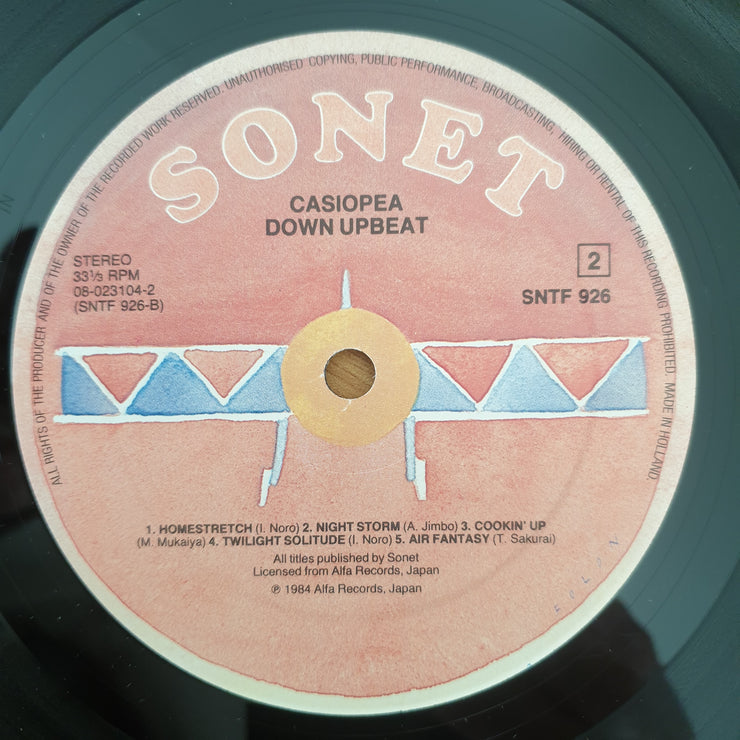 ALL RIGHTS OF THE PRODUCER AND OF THE OWNER OF THE RECORDED WORK RESERVED. UNAUTHORISED COPYING, PUBLIC PERFORMANCE, BROADCASTING, HIRING OR RENTAL OF THIS RECORDING PROHIBITED. MADE IN HOLLAND.
SONET
CASIOPEA
DOWN UPBEAT
STEREO
33⅓ RPM
08-023104-2
(SNTF 926-B)
2
SNTF 926
1. HOMESTRETCH (I. Noro) 2. NIGHT STORM (A. Jimbo) 3. COOKIN' UP
(M. Mukaiya) 4. TWILIGHT SOLITUDE (I. Noro) 5. AIR FANTASY (T. Sakurai)
All titles published by Sonet
Licensed from Alfa Records, Japan
℗ 1984 Alfa Records, Japan
FOLON